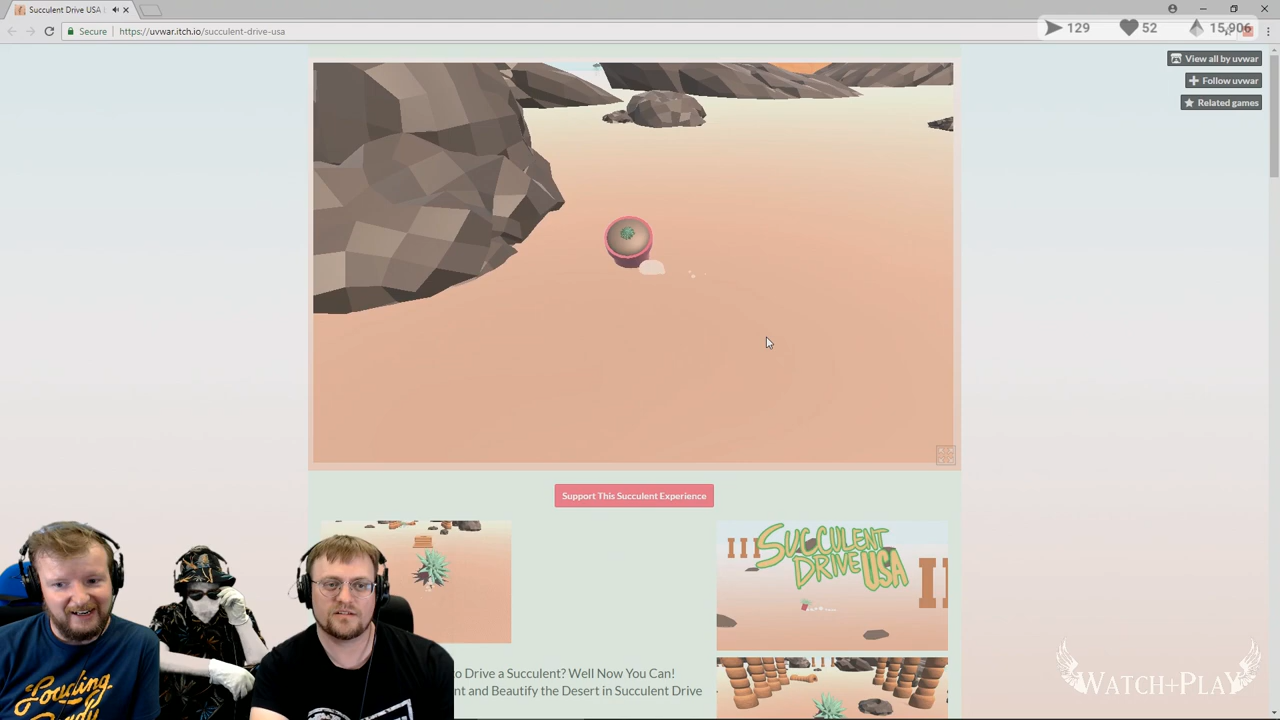 Succulent Drive USA
Secure
https://uvwar.itch.io/succulent-drive-usa
129
52
15,906
View all by uvwar
Follow uvwar
Related games
Support This Succulent Experience
SUCCULENT
DRIVE USA
o Drive a Succulent? Well Now You Can!
nt and Beautify the Desert in Succulent Drive
Loading
Ready
WATCH+PLAY